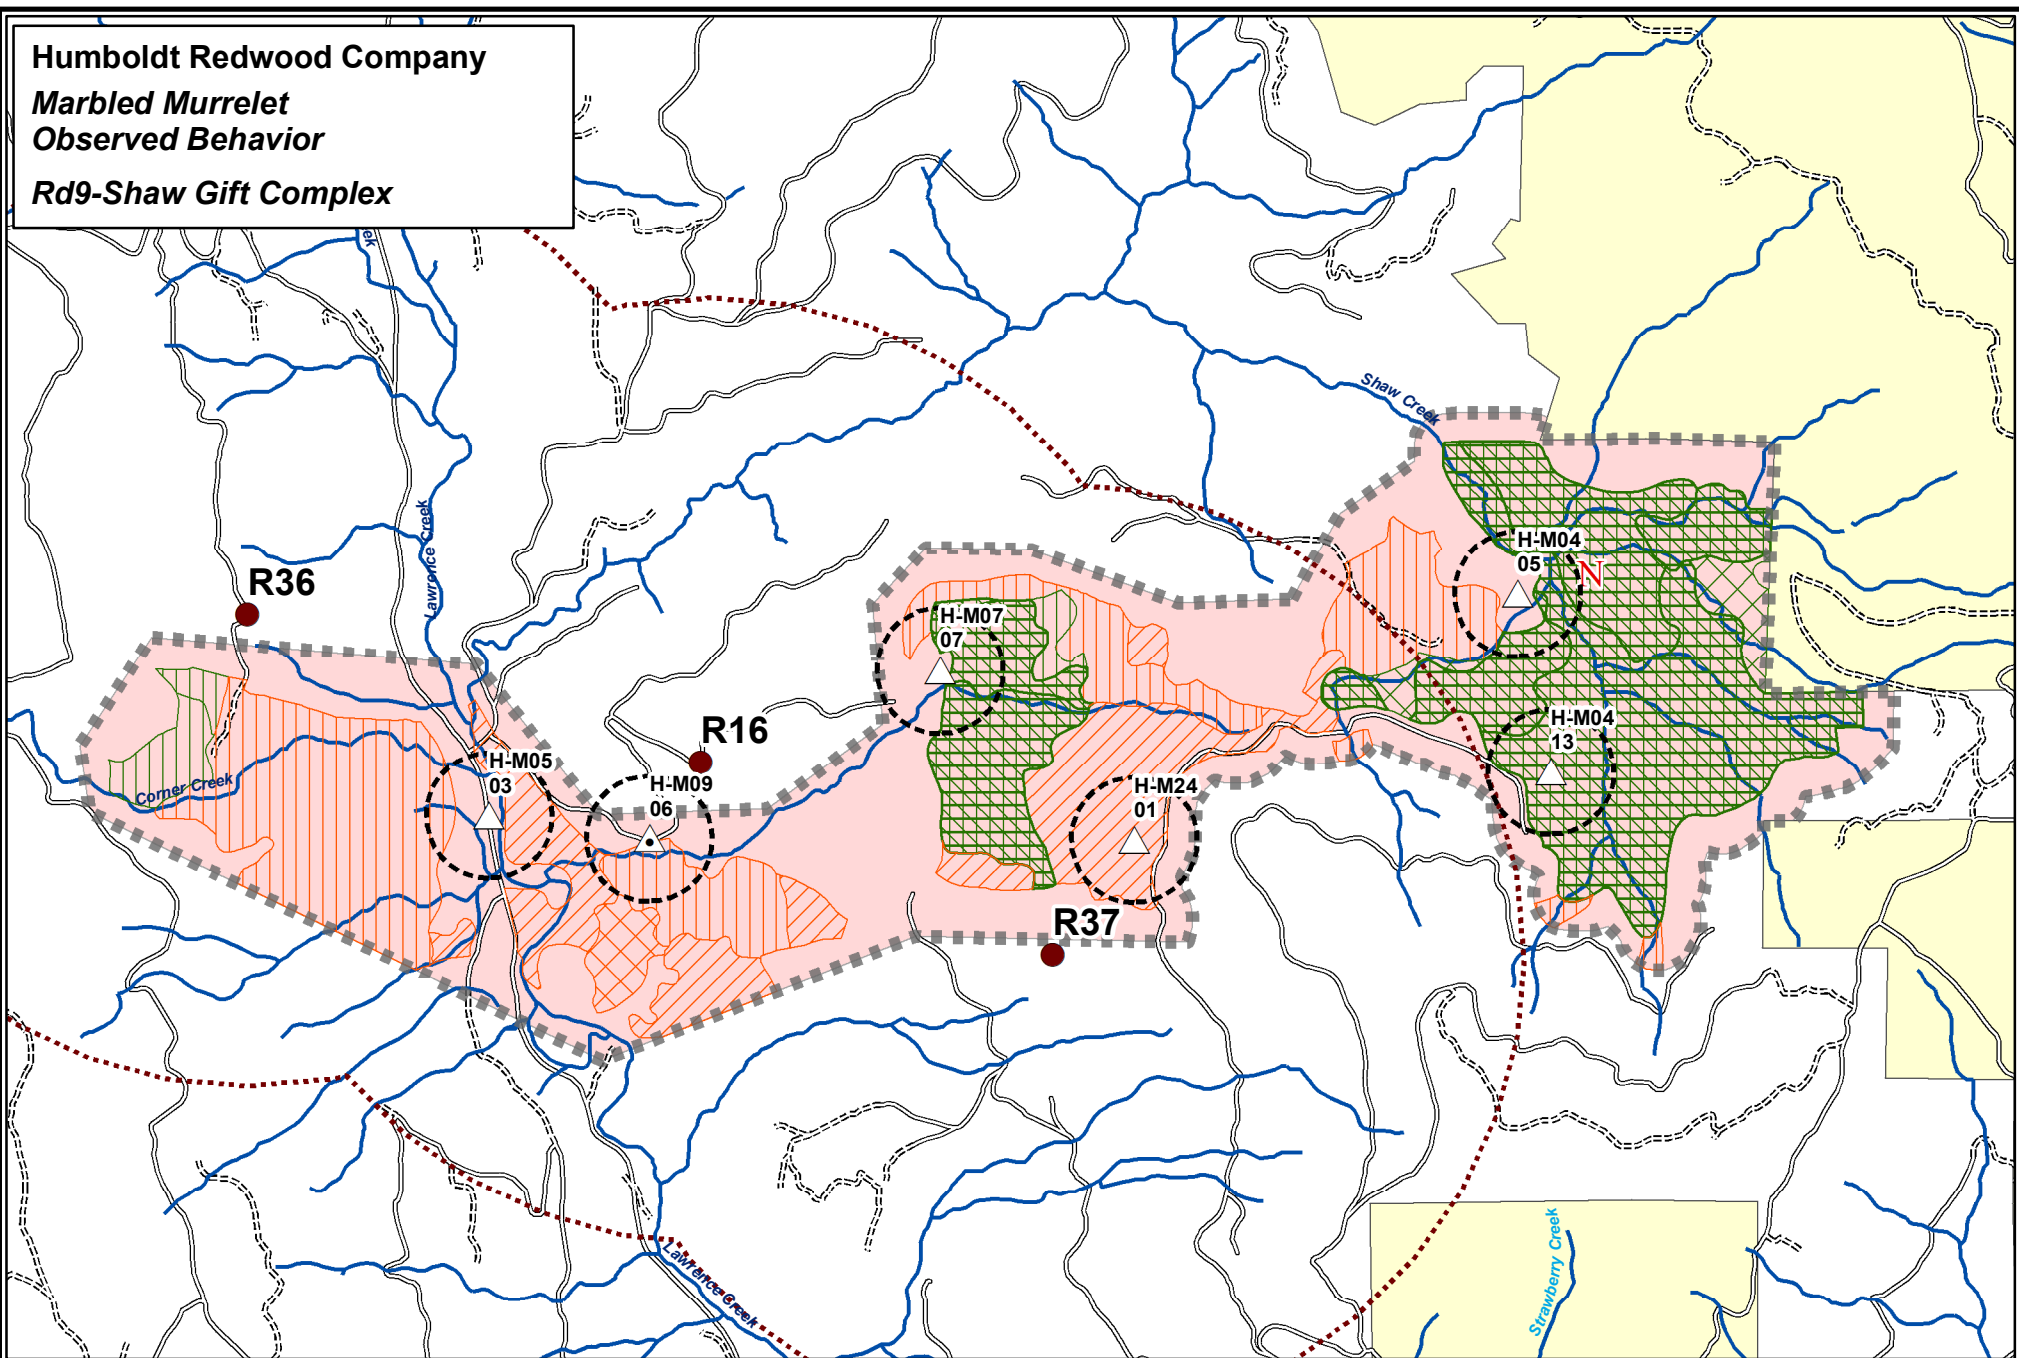 Humboldt Redwood Company
Marbled Murrelet
Observed Behavior
Rd9-Shaw Gift Complex
ek
Shaw Creek
Lawrence Creek
H-M04
05
N
R36
H-M07
07
H-M04
13
R16
H-M05
03
H-M09
06
H-M24
01
Corner Creek
R37
Lawrence Creek
Strawberry Creek